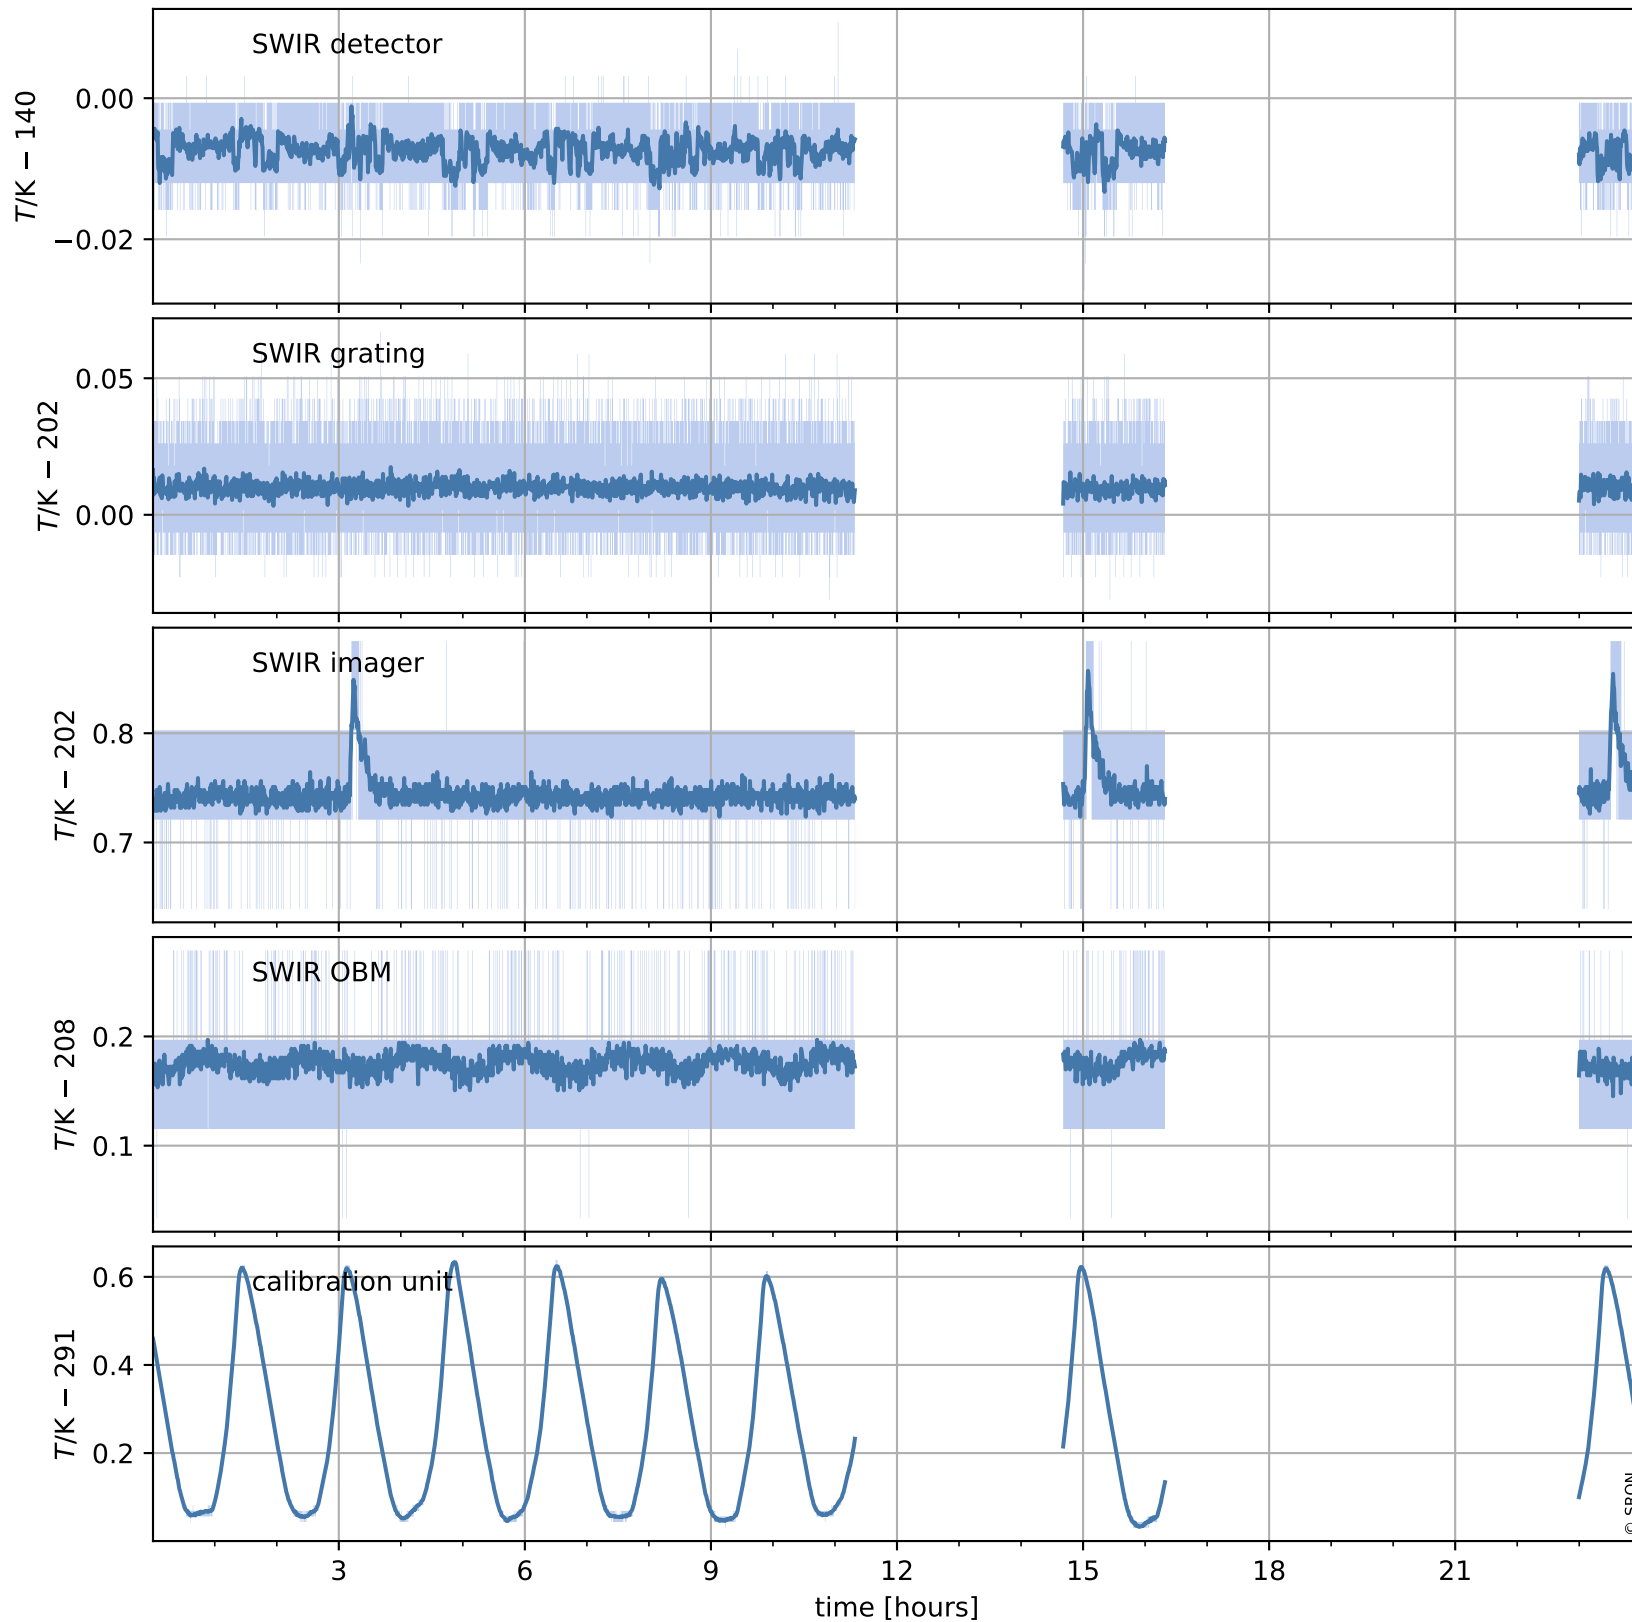 SWIR detector
T/K − 140
0.00
−0.02
SWIR grating
T/K − 202
0.05
0.00
SWIR imager
T/K − 202
0.8
0.7
SWIR OBM
T/K − 208
0.2
0.1
calibration unit
T/K − 291
0.6
0.4
0.2
3 6 9 12 15 18 21
time [hours]
© SRON